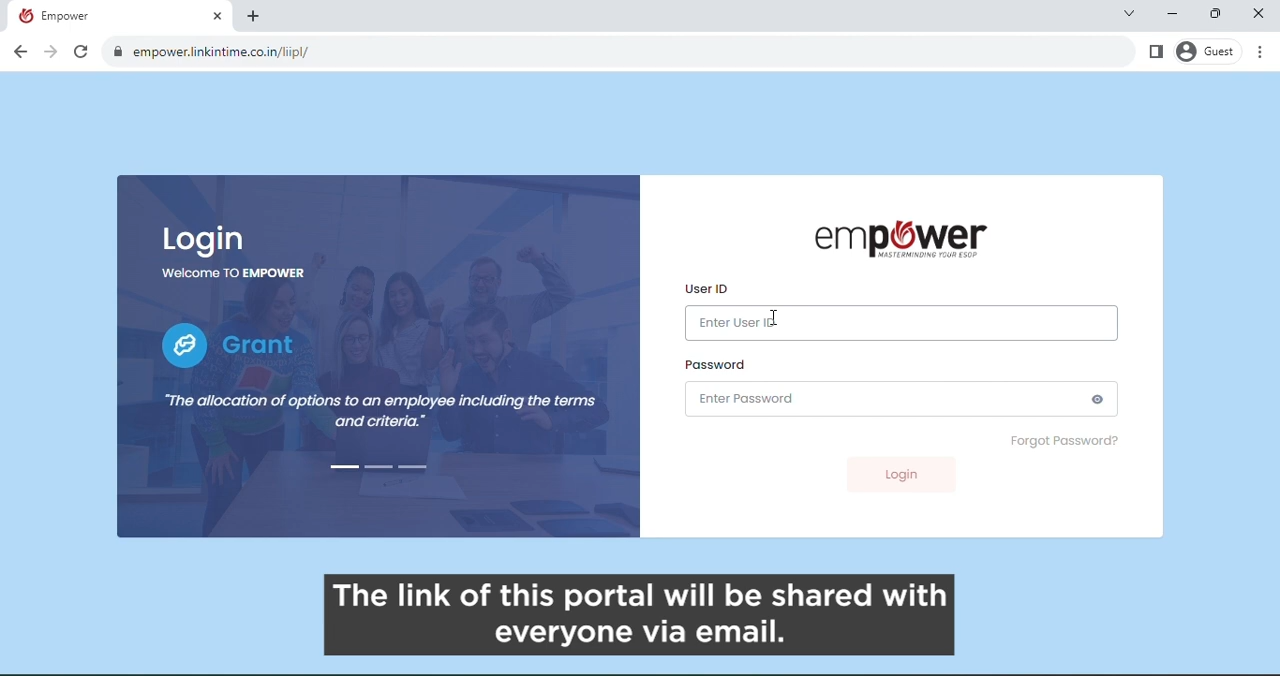 Empower
empower.linkintime.co.in/liipl/
Guest
Login
Welcome TO EMPOWER
Grant
"The allocation of options to an employee including the terms
and criteria."
empower
MASTERMINDING YOUR ESOP
User ID
Enter User ID
Password
Enter Password
Forgot Password?
Login
The link of this portal will be shared with
everyone via email.